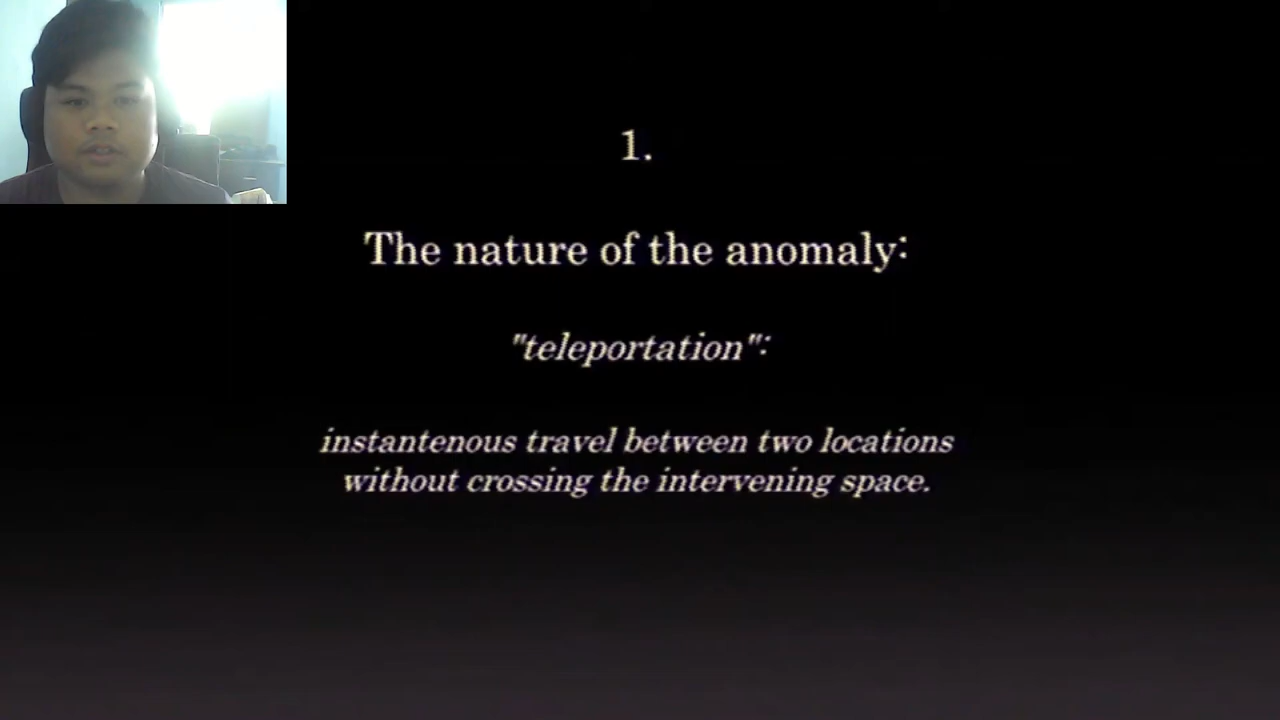 1.
The nature of the anomaly:
"teleportation":
instantenous travel between two locations
without crossing the intervening space.